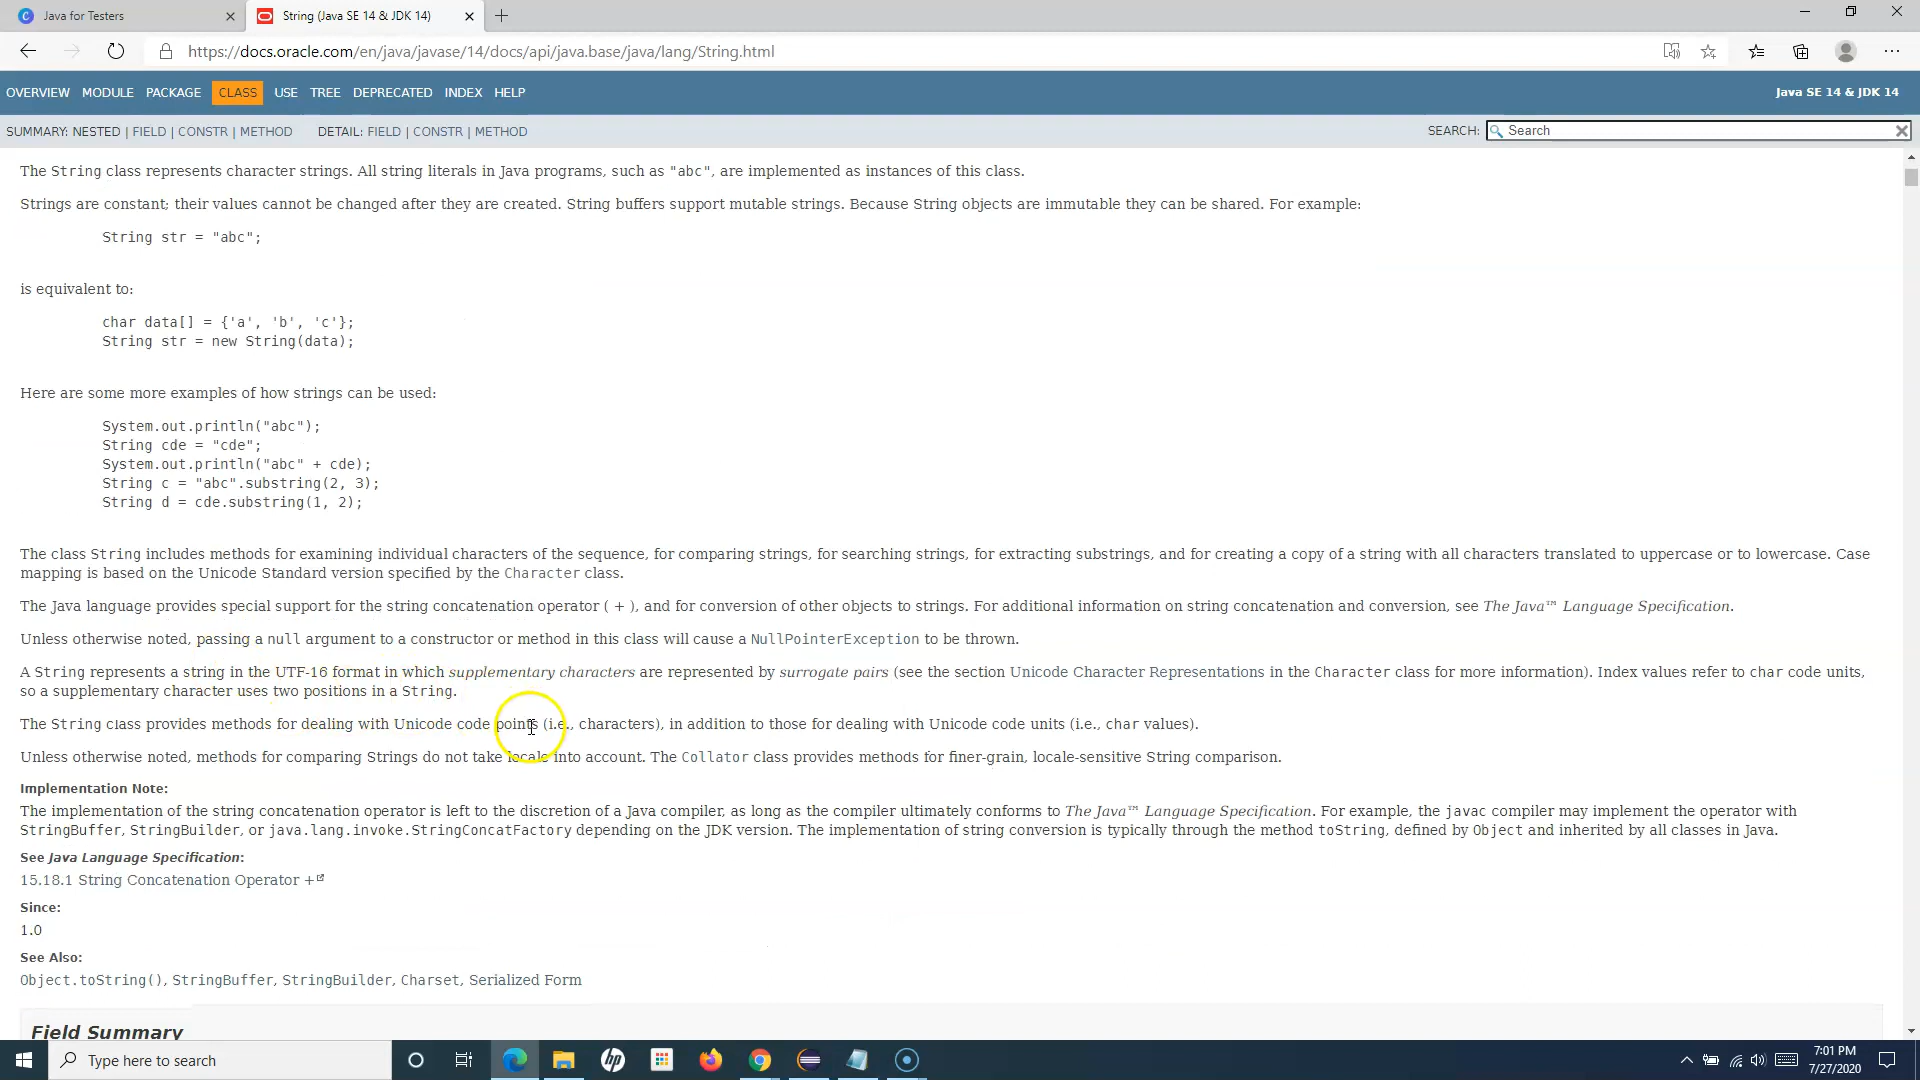 Java for Testers
String (Java SE 14 & JDK 14)
https://docs.oracle.com/en/java/javase/14/docs/api/java.base/java/lang/String.html
OVERVIEW MODULE PACKAGE CLASS USE TREE DEPRECATED INDEX HELP
Java SE 14 & JDK 14
SUMMARY: NESTED | FIELD | CONSTR | METHOD DETAIL: FIELD | CONSTR | METHOD
SEARCH: Search
The String class represents character strings. All string literals in Java programs, such as "abc", are implemented as instances of this class.
Strings are constant; their values cannot be changed after they are created. String buffers support mutable strings. Because String objects are immutable they can be shared. For example:
String str = "abc";
is equivalent to:
char data[] = {'a', 'b', 'c'};
String str = new String(data);
Here are some more examples of how strings can be used:
System.out.println("abc");
String cde = "cde";
System.out.println("abc" + cde);
String c = "abc".substring(2, 3);
String d = cde.substring(1, 2);
The class String includes methods for examining individual characters of the sequence, for comparing strings, for searching strings, for extracting substrings, and for creating a copy of a string with all characters translated to uppercase or to lowercase. Case
mapping is based on the Unicode Standard version specified by the Character class.
The Java language provides special support for the string concatenation operator ( + ), and for conversion of other objects to strings. For additional information on string concatenation and conversion, see The Java™ Language Specification.
Unless otherwise noted, passing a null argument to a constructor or method in this class will cause a NullPointerException to be thrown.
A String represents a string in the UTF-16 format in which supplementary characters are represented by surrogate pairs (see the section Unicode Character Representations in the Character class for more information). Index values refer to char code units,
so a supplementary character uses two positions in a String.
The String class provides methods for dealing with Unicode code points (i.e., characters), in addition to those for dealing with Unicode code units (i.e., char values).
Unless otherwise noted, methods for comparing Strings do not take locale into account. The Collator class provides methods for finer-grain, locale-sensitive String comparison.
Implementation Note:
The implementation of the string concatenation operator is left to the discretion of a Java compiler, as long as the compiler ultimately conforms to The Java™ Language Specification. For example, the javac compiler may implement the operator with
StringBuffer, StringBuilder, or java.lang.invoke.StringConcatFactory depending on the JDK version. The implementation of string conversion is typically through the method toString, defined by Object and inherited by all classes in Java.
See Java Language Specification:
15.18.1 String Concatenation Operator +
Since:
1.0
See Also:
Object.toString(), StringBuffer, StringBuilder, Charset, Serialized Form
Field Summary
Type here to search
hp
7:01 PM
7/27/2020